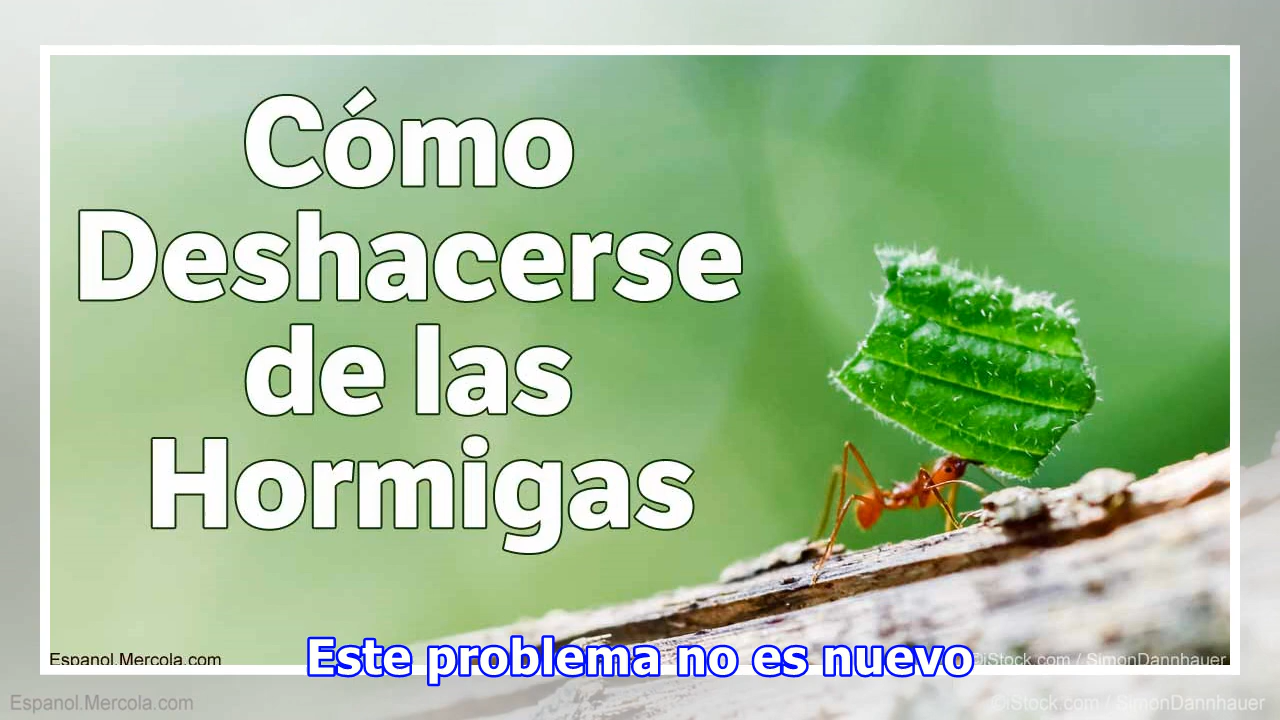 Cómo
Deshacerse
de las
Hormigas
Espanol.Mercola.com
Este problema no es nuevo
©iStock.com / SimonDannhauer
Espanol.Mercola.com
©iStock.com / SimonDannhauer